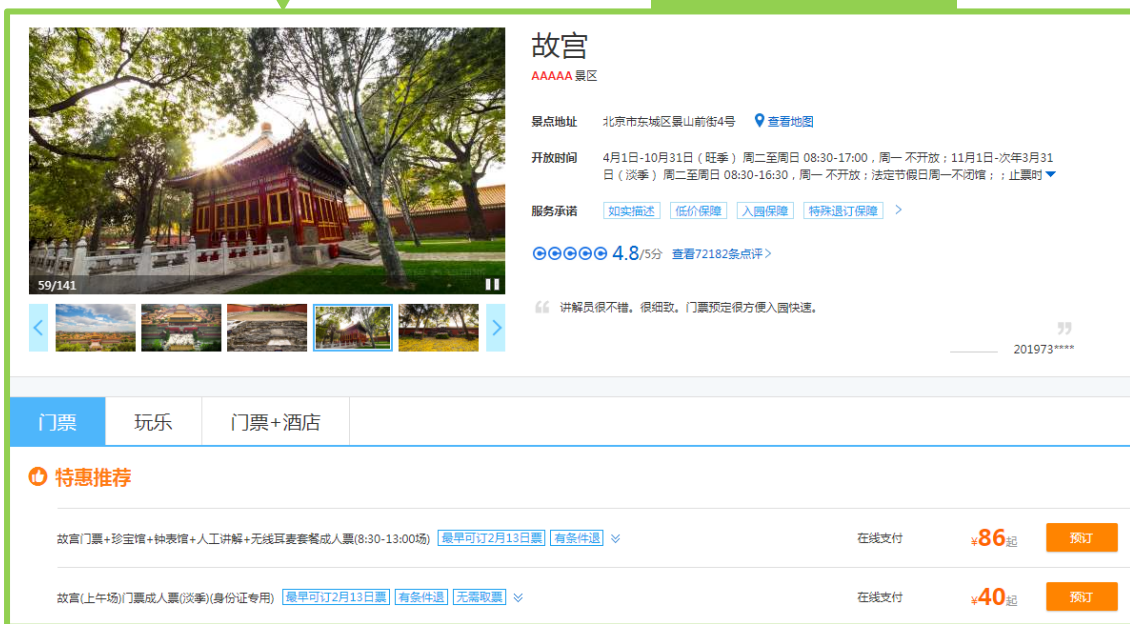 故宫
AAAAA 景区
景点地址 北京市东城区景山前街4号 查看地图
开放时间 4月1日-10月31日（旺季 ）周二至周日 08:30-17:00，周一 不开放；11月1日-次年3月31
日（淡季 ）周二至周日 08:30-16:30，周一 不开放；法定节假日周一不闭馆；；止票时
服务承诺 如实描述 低价保障 入园保障 特殊退订保障 >
4.8/5分 查看72182条点评>
59/141
“ 讲解员很不错。很细致。门票预定很方便入园快速。
”
201973****
门票 玩乐 门票+酒店
特惠推荐
故宫门票+珍宝馆+钟表馆+人工讲解+无线耳麦套餐成人票(8:30-13:00场) 最早可订2月13日票 有条件退 在线支付 ¥86起 预订
故宫(上午场)门票成人票(淡季)(身份证专用) 最早可订2月13日票 有条件退 无需取票 在线支付 ¥40起 预订